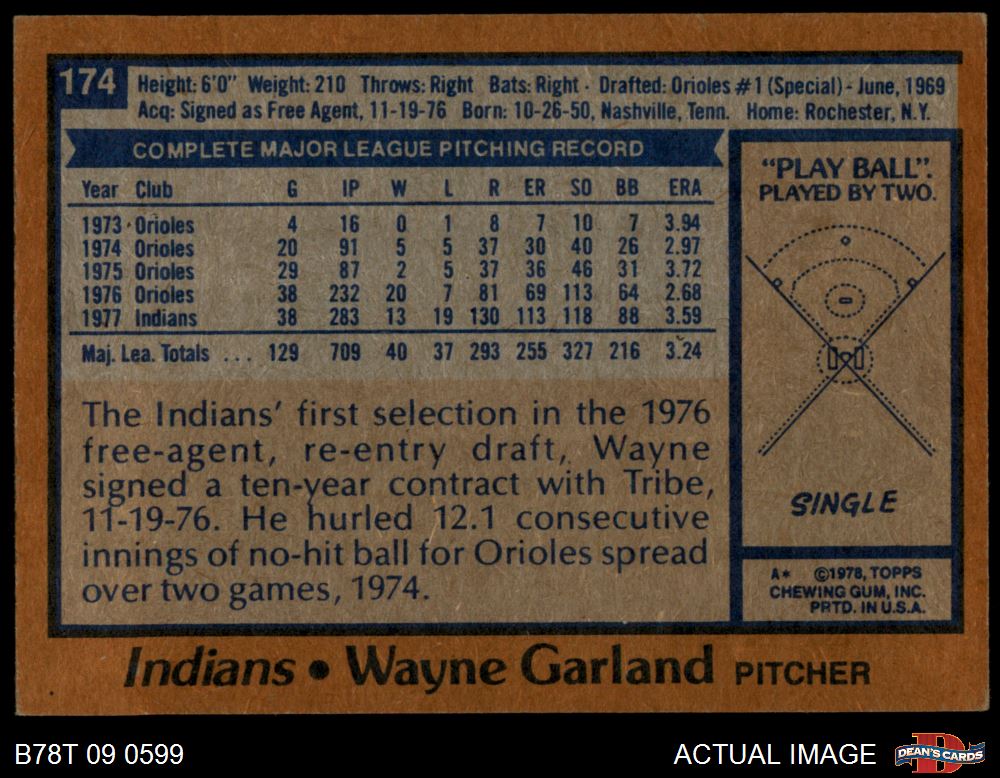 174
Height: 6'0" Weight: 210 Throws: Right Bats: Right · Drafted: Orioles #1 (Special) - June, 1969
Acq: Signed as Free Agent, 11-19-76 Born: 10-26-50, Nashville, Tenn. Home: Rochester, N.Y.
COMPLETE MAJOR LEAGUE PITCHING RECORD
Year Club G IP W L R ER SO BB ERA
1973 · Orioles 4 16 0 1 8 7 10 7 3.94
1974 Orioles 20 91 5 5 37 30 40 26 2.97
1975 Orioles 29 87 2 5 37 36 46 31 3.72
1976 Orioles 38 232 20 7 81 69 113 64 2.68
1977 Indians 38 283 13 19 130 113 118 88 3.59
Maj. Lea. Totals ... 129 709 40 37 293 255 327 216 3.24
The Indians' first selection in the 1976
free-agent, re-entry draft, Wayne
signed a ten-year contract with Tribe,
11-19-76. He hurled 12.1 consecutive
innings of no-hit ball for Orioles spread
over two games, 1974.
"PLAY BALL".
PLAYED BY TWO.
SINGLE
A* ©1978, TOPPS
CHEWING GUM, INC.
PRTD. IN U.S.A.
Indians • Wayne Garland PITCHER
B78T 09 0599
ACTUAL IMAGE
DEAN'S CARDS